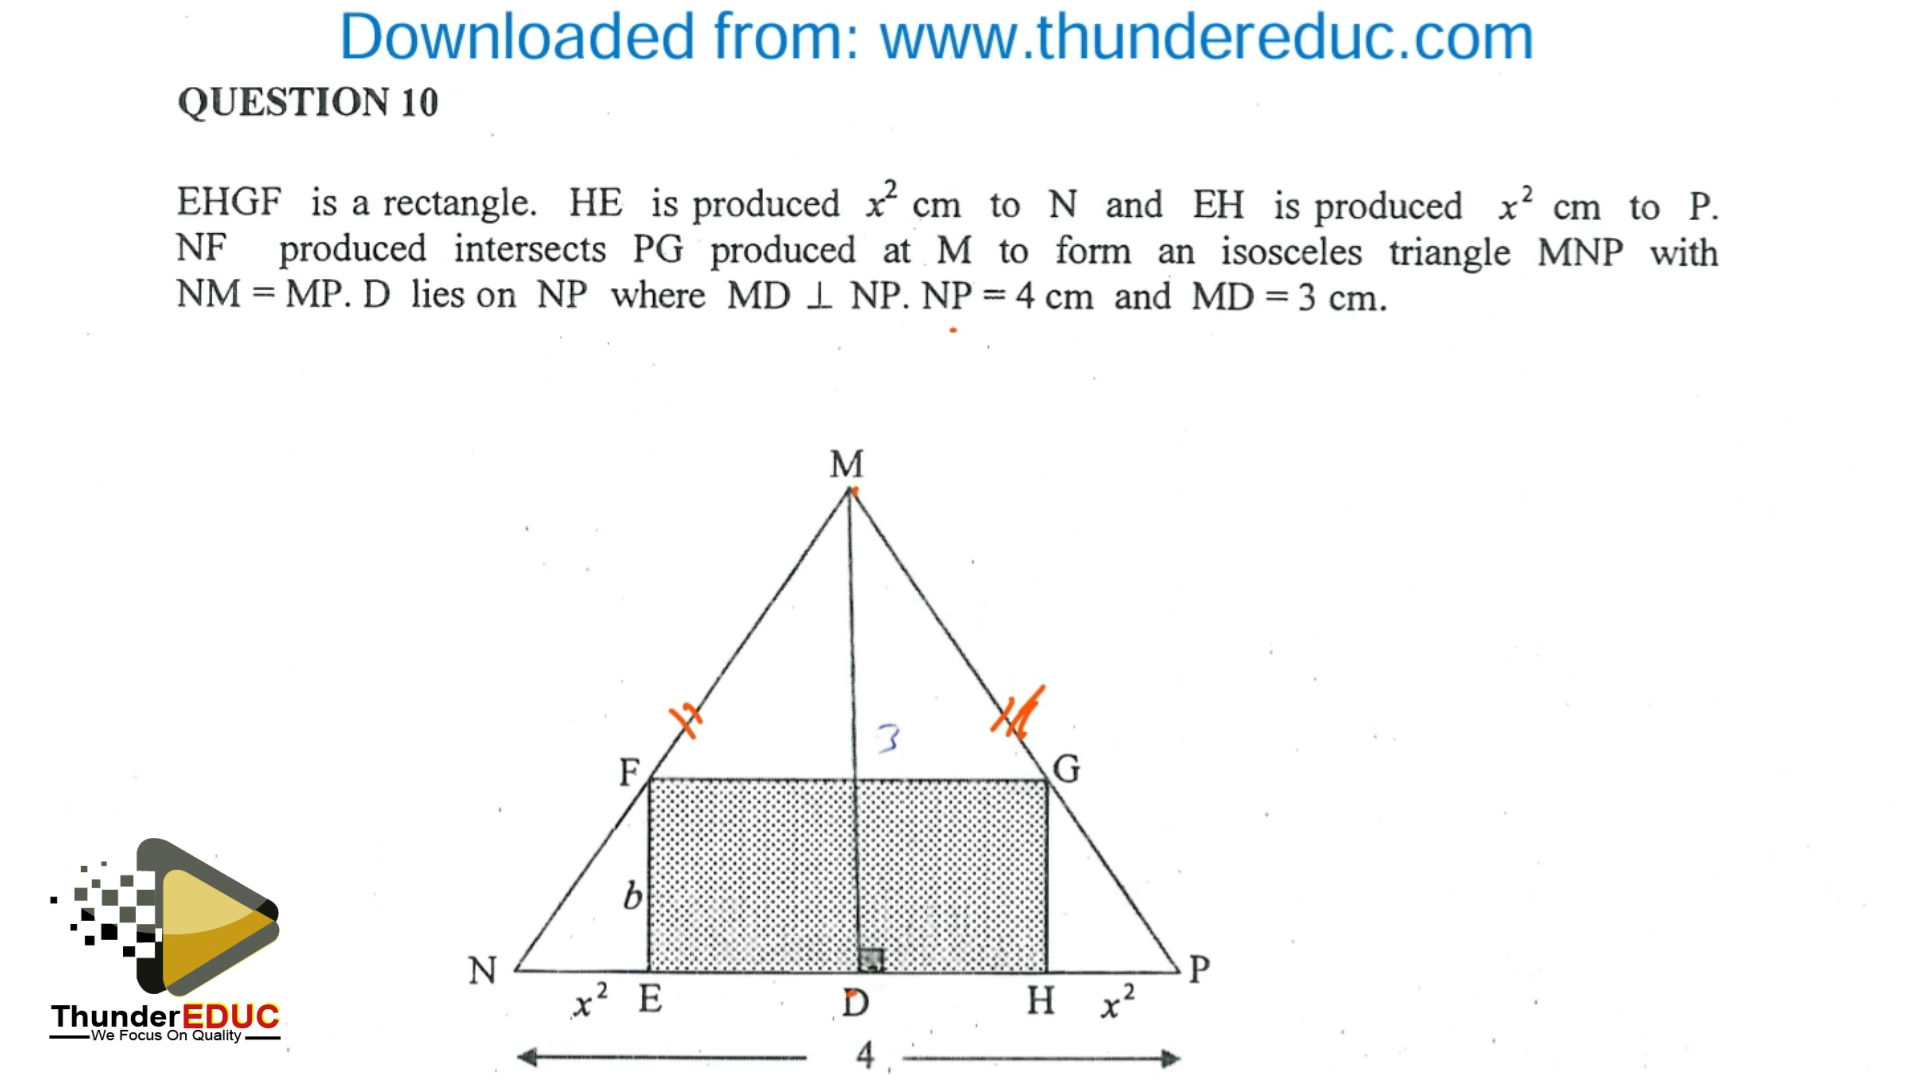 Downloaded from: www.thundereduc.com
QUESTION 10
EHGF is a rectangle. HE is produced x² cm to N and EH is produced x² cm to P.
NF produced intersects PG produced at M to form an isosceles triangle MNP with
NM = MP. D lies on NP where MD ⊥ NP. NP = 4 cm and MD = 3 cm.
M
3
F
G
b
N
P
x² E
D
H x²
4
ThunderEDUC
We Focus On Quality